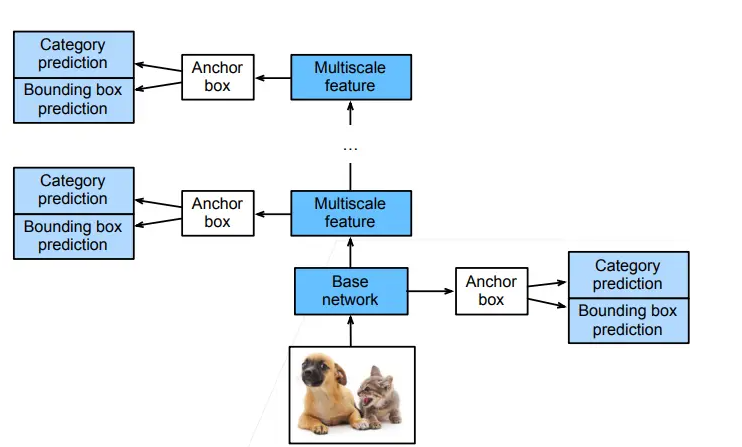 Category
prediction
Bounding box
prediction
Anchor
box
Multiscale
feature
...
Category
prediction
Bounding box
prediction
Anchor
box
Multiscale
feature
Base
network
Anchor
box
Category
prediction
Bounding box
prediction